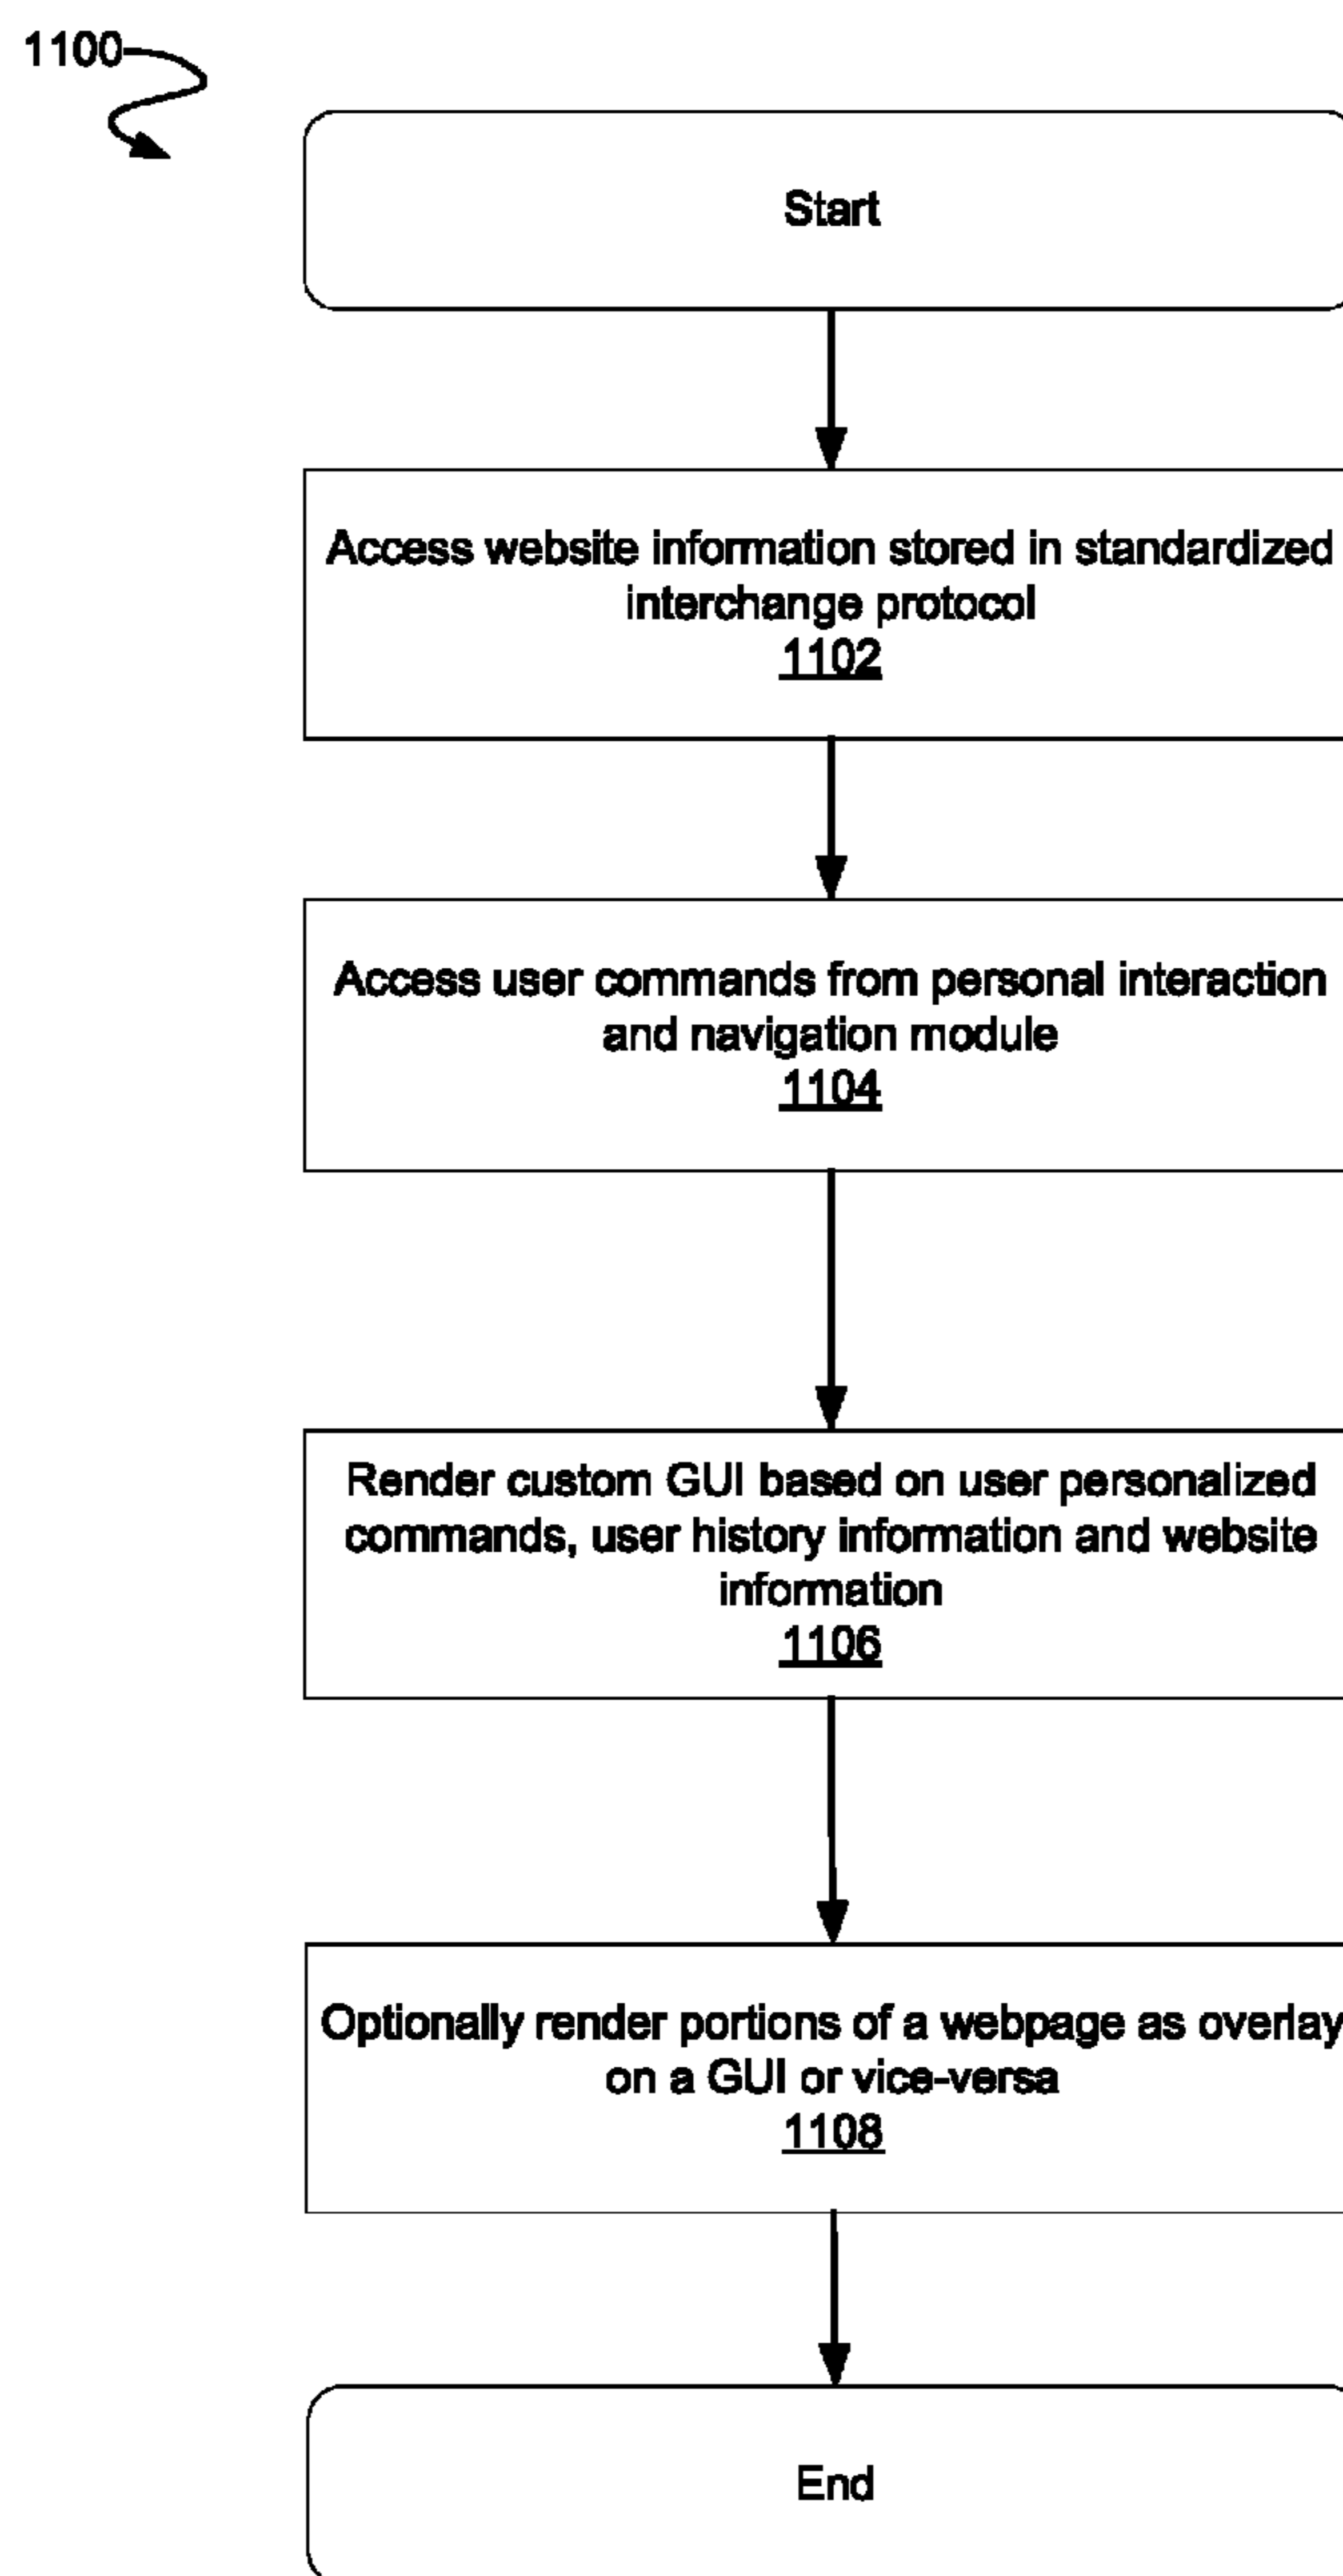 1100
Start
Access website information stored in standardized
interchange protocol
1102
Access user commands from personal interaction
and navigation module
1104
Render custom GUI based on user personalized
commands, user history information and website
information
1106
Optionally render portions of a webpage as overlay
on a GUI or vice-versa
1108
End